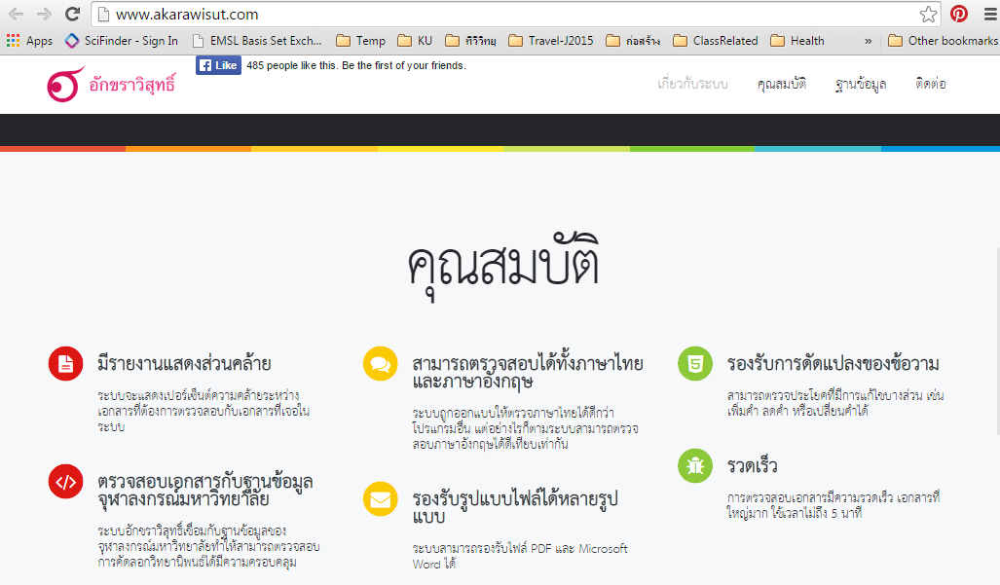 www.akarawisut.com
Apps SciFinder - Sign In EMSL Basis Set Exch... Temp KU ทีวีวิทยุ Travel-J2015 ก่อสร้าง ClassRelated Health » Other bookmarks
อักขราวิสุทธิ์
Like 485 people like this. Be the first of your friends.
เกี่ยวกับระบบ คุณสมบัติ ฐานข้อมูล ติดต่อ
คุณสมบัติ
มีรายงานแสดงส่วนคล้าย
ระบบจะแสดงเปอร์เซ็นต์ความคล้ายระหว่าง
เอกสารที่ต้องการตรวจสอบกับเอกสารที่เจอใน
ระบบ
ตรวจสอบเอกสารกับฐานข้อมูล
จุฬาลงกรณ์มหาวิทยาลัย
ระบบอักขราวิสุทธิ์เชื่อมกับฐานข้อมูลของ
จุฬาลงกรณ์มหาวิทยาลัยทำให้สามารถตรวจสอบ
การคัดลอกวิทยานิพนธ์ได้มีความครอบคลุม
สามารถตรวจสอบได้ทั้งภาษาไทย
และภาษาอังกฤษ
ระบบถูกออกแบบให้ตรวจภาษาไทยได้ดีกว่า
โปรแกรมอื่น แต่อย่างไรก็ตามระบบสามารถตรวจ
สอบภาษาอังกฤษได้ดีเทียบเท่ากัน
รองรับรูปแบบไฟล์ได้หลายรูป
แบบ
ระบบสามารถรองรับไฟล์ PDF และ Microsoft
Word ได้
รองรับการดัดแปลงของข้อวาม
สามารถตรวจประโยคที่มีการแก้ไขบางส่วน เช่น
เพิ่มคำ ลดคำ หรือเปลี่ยนคำได้
รวดเร็ว
การตรวจสอบเอกสารมีความรวดเร็ว เอกสารที่
ใหญ่มาก ใช้เวลาไม่ถึง 5 นาที